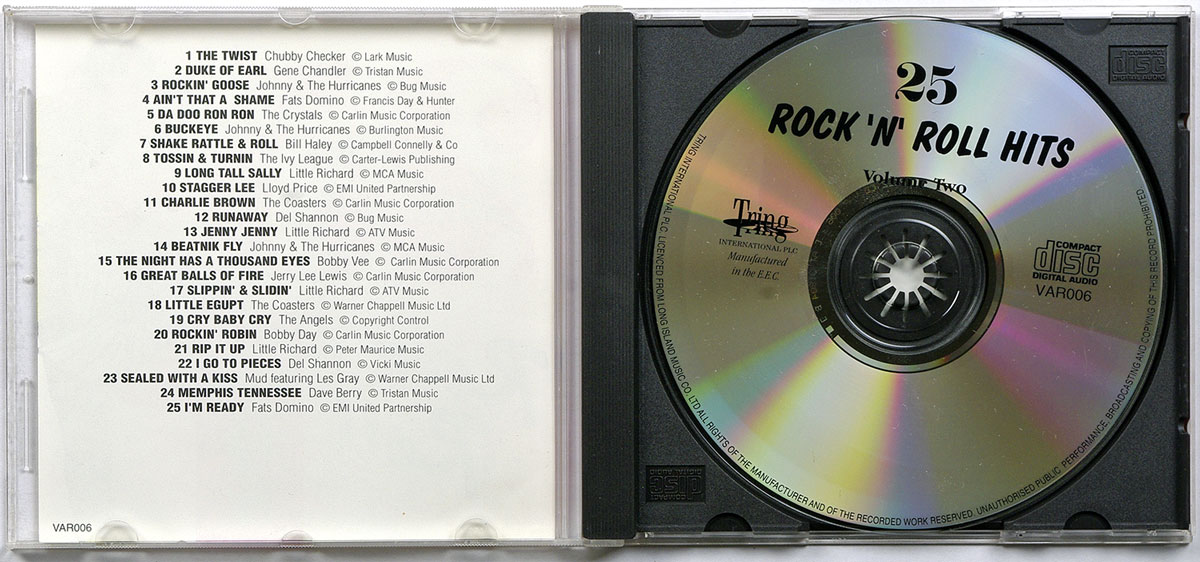 1 THE TWIST Chubby Checker © Lark Music
2 DUKE OF EARL Gene Chandler © Tristan Music
3 ROCKIN' GOOSE Johnny & The Hurricanes © Bug Music
4 AIN'T THAT A SHAME Fats Domino © Francis Day & Hunter
5 DA DOO RON RON The Crystals © Carlin Music Corporation
6 BUCKEYE Johnny & The Hurricanes © Burlington Music
7 SHAKE RATTLE & ROLL Bill Haley © Campbell Connelly & Co
8 TOSSIN & TURNIN The Ivy League © Carter-Lewis Publishing
9 LONG TALL SALLY Little Richard © MCA Music
10 STAGGER LEE Lloyd Price © EMI United Partnership
11 CHARLIE BROWN The Coasters © Carlin Music Corporation
12 RUNAWAY Del Shannon © Bug Music
13 JENNY JENNY Little Richard © ATV Music
14 BEATNIK FLY Johnny & The Hurricanes © MCA Music
15 THE NIGHT HAS A THOUSAND EYES Bobby Vee © Carlin Music Corporation
16 GREAT BALLS OF FIRE Jerry Lee Lewis © Carlin Music Corporation
17 SLIPPIN' & SLIDIN' Little Richard © ATV Music
18 LITTLE EGUPT The Coasters © Warner Chappell Music Ltd
19 CRY BABY CRY The Angels © Copyright Control
20 ROCKIN' ROBIN Bobby Day © Carlin Music Corporation
21 RIP IT UP Little Richard © Peter Maurice Music
22 I GO TO PIECES Del Shannon © Vicki Music
23 SEALED WITH A KISS Mud featuring Les Gray © Warner Chappell Music Ltd
24 MEMPHIS TENNESSEE Dave Berry © Tristan Music
25 I'M READY Fats Domino © EMI United Partnership
VAR006
25
ROCK 'N' ROLL HITS
Volume Two
Tring
INTERNATIONAL PLC
Manufactured
in the E.E.C.
COMPACT
disc
DIGITAL AUDIO
VAR006
TRING INTERNATIONAL PLC. LICENCED FROM LONG ISLAND MUSIC CO. LTD ALL RIGHTS OF THE MANUFACTURER AND OF THE RECORDED WORK RESERVED. UNAUTHORISED PUBLIC PERFORMANCE, BROADCASTING AND COPYING OF THIS RECORD PROHIBITED.
COMPACT
disc
DIGITAL AUDIO
COMPACT
disc
DIGITAL AUDIO